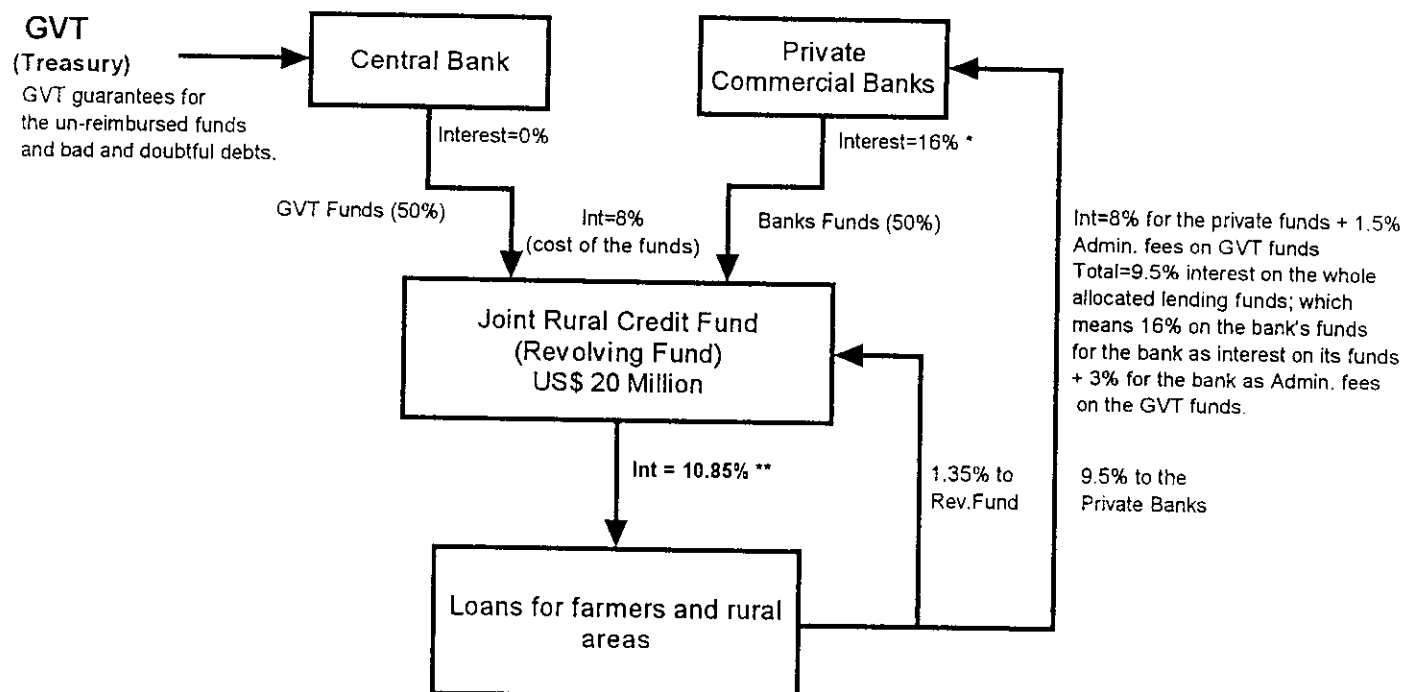 GVT
(Treasury)
GVT guarantees for
the un-reimbursed funds
and bad and doubtful debts.
Central Bank
Private
Commercial Banks
Interest=0%
Interest=16% *
GVT Funds (50%)
Int=8%
(cost of the funds)
Banks Funds (50%)
Int=8% for the private funds + 1.5%
Admin. fees on GVT funds
Total=9.5% interest on the whole
allocated lending funds; which
means 16% on the bank's funds
for the bank as interest on its funds
+ 3% for the bank as Admin. fees
on the GVT funds.
Joint Rural Credit Fund
(Revolving Fund)
US$ 20 Million
Int = 10.85% **
1.35% to
Rev.Fund
9.5% to the
Private Banks
Loans for farmers and rural
areas